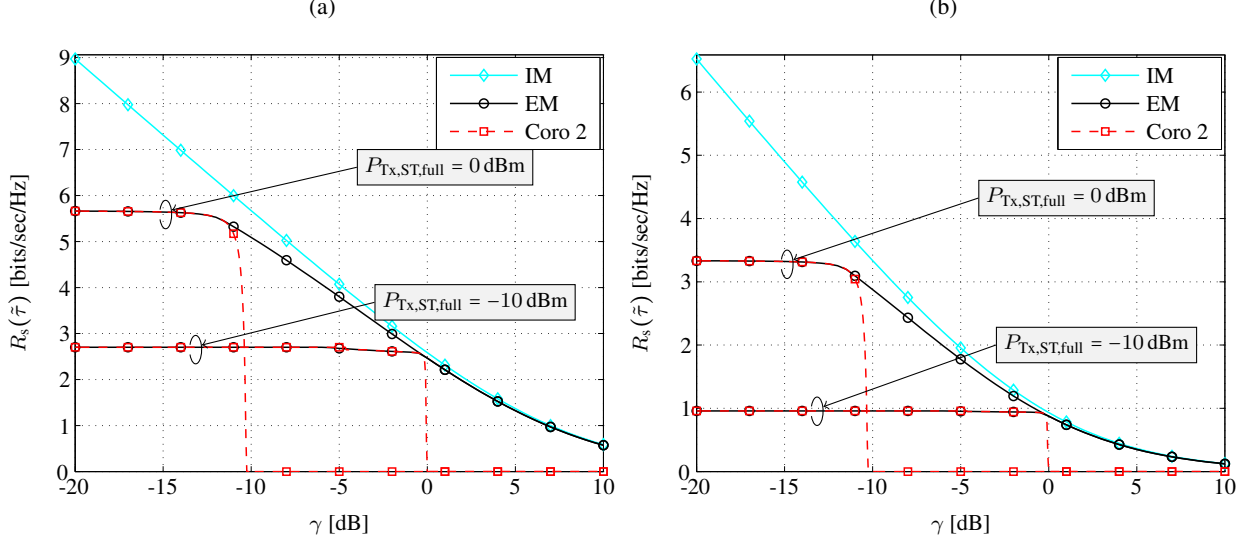 (a)
9
8
7
6
5
4
3
2
1
0
R_s(τ̃) [bits/sec/Hz]
-20
-15
-10
-5
0
5
10
γ [dB]
IM
EM
Coro 2
P_Tx,ST,full = 0 dBm
P_Tx,ST,full = −10 dBm
(b)
6
5
4
3
2
1
0
R_s(τ̃) [bits/sec/Hz]
-20
-15
-10
-5
0
5
10
γ [dB]
IM
EM
Coro 2
P_Tx,ST,full = 0 dBm
P_Tx,ST,full = −10 dBm